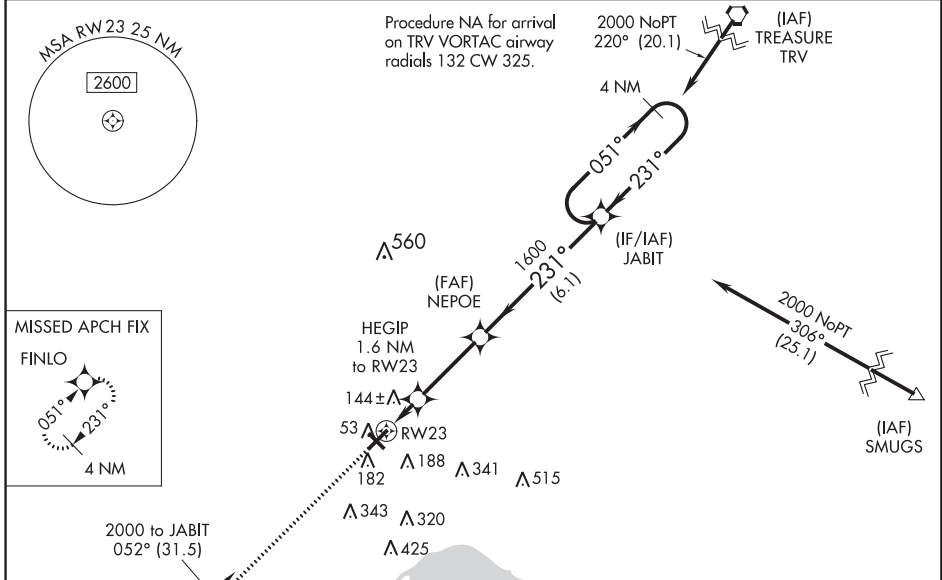 MSA RW23 25 NM
2600
Procedure NA for arrival
on TRV VORTAC airway
radials 132 CW 325.
2000 NoPT
220° (20.1)
(IAF)
TREASURE
TRV
4 NM
051°
231°
(IF/IAF)
JABIT
1600
231°
(6.1)
560
(FAF)
NEPOE
2000 NoPT
306°
(25.1)
(IAF)
SMUGS
MISSED APCH FIX
FINLO
051°
231°
4 NM
HEGIP
1.6 NM
to RW23
144±
53
RW23
182
188
341
515
343
320
425
2000 to JABIT
052° (31.5)